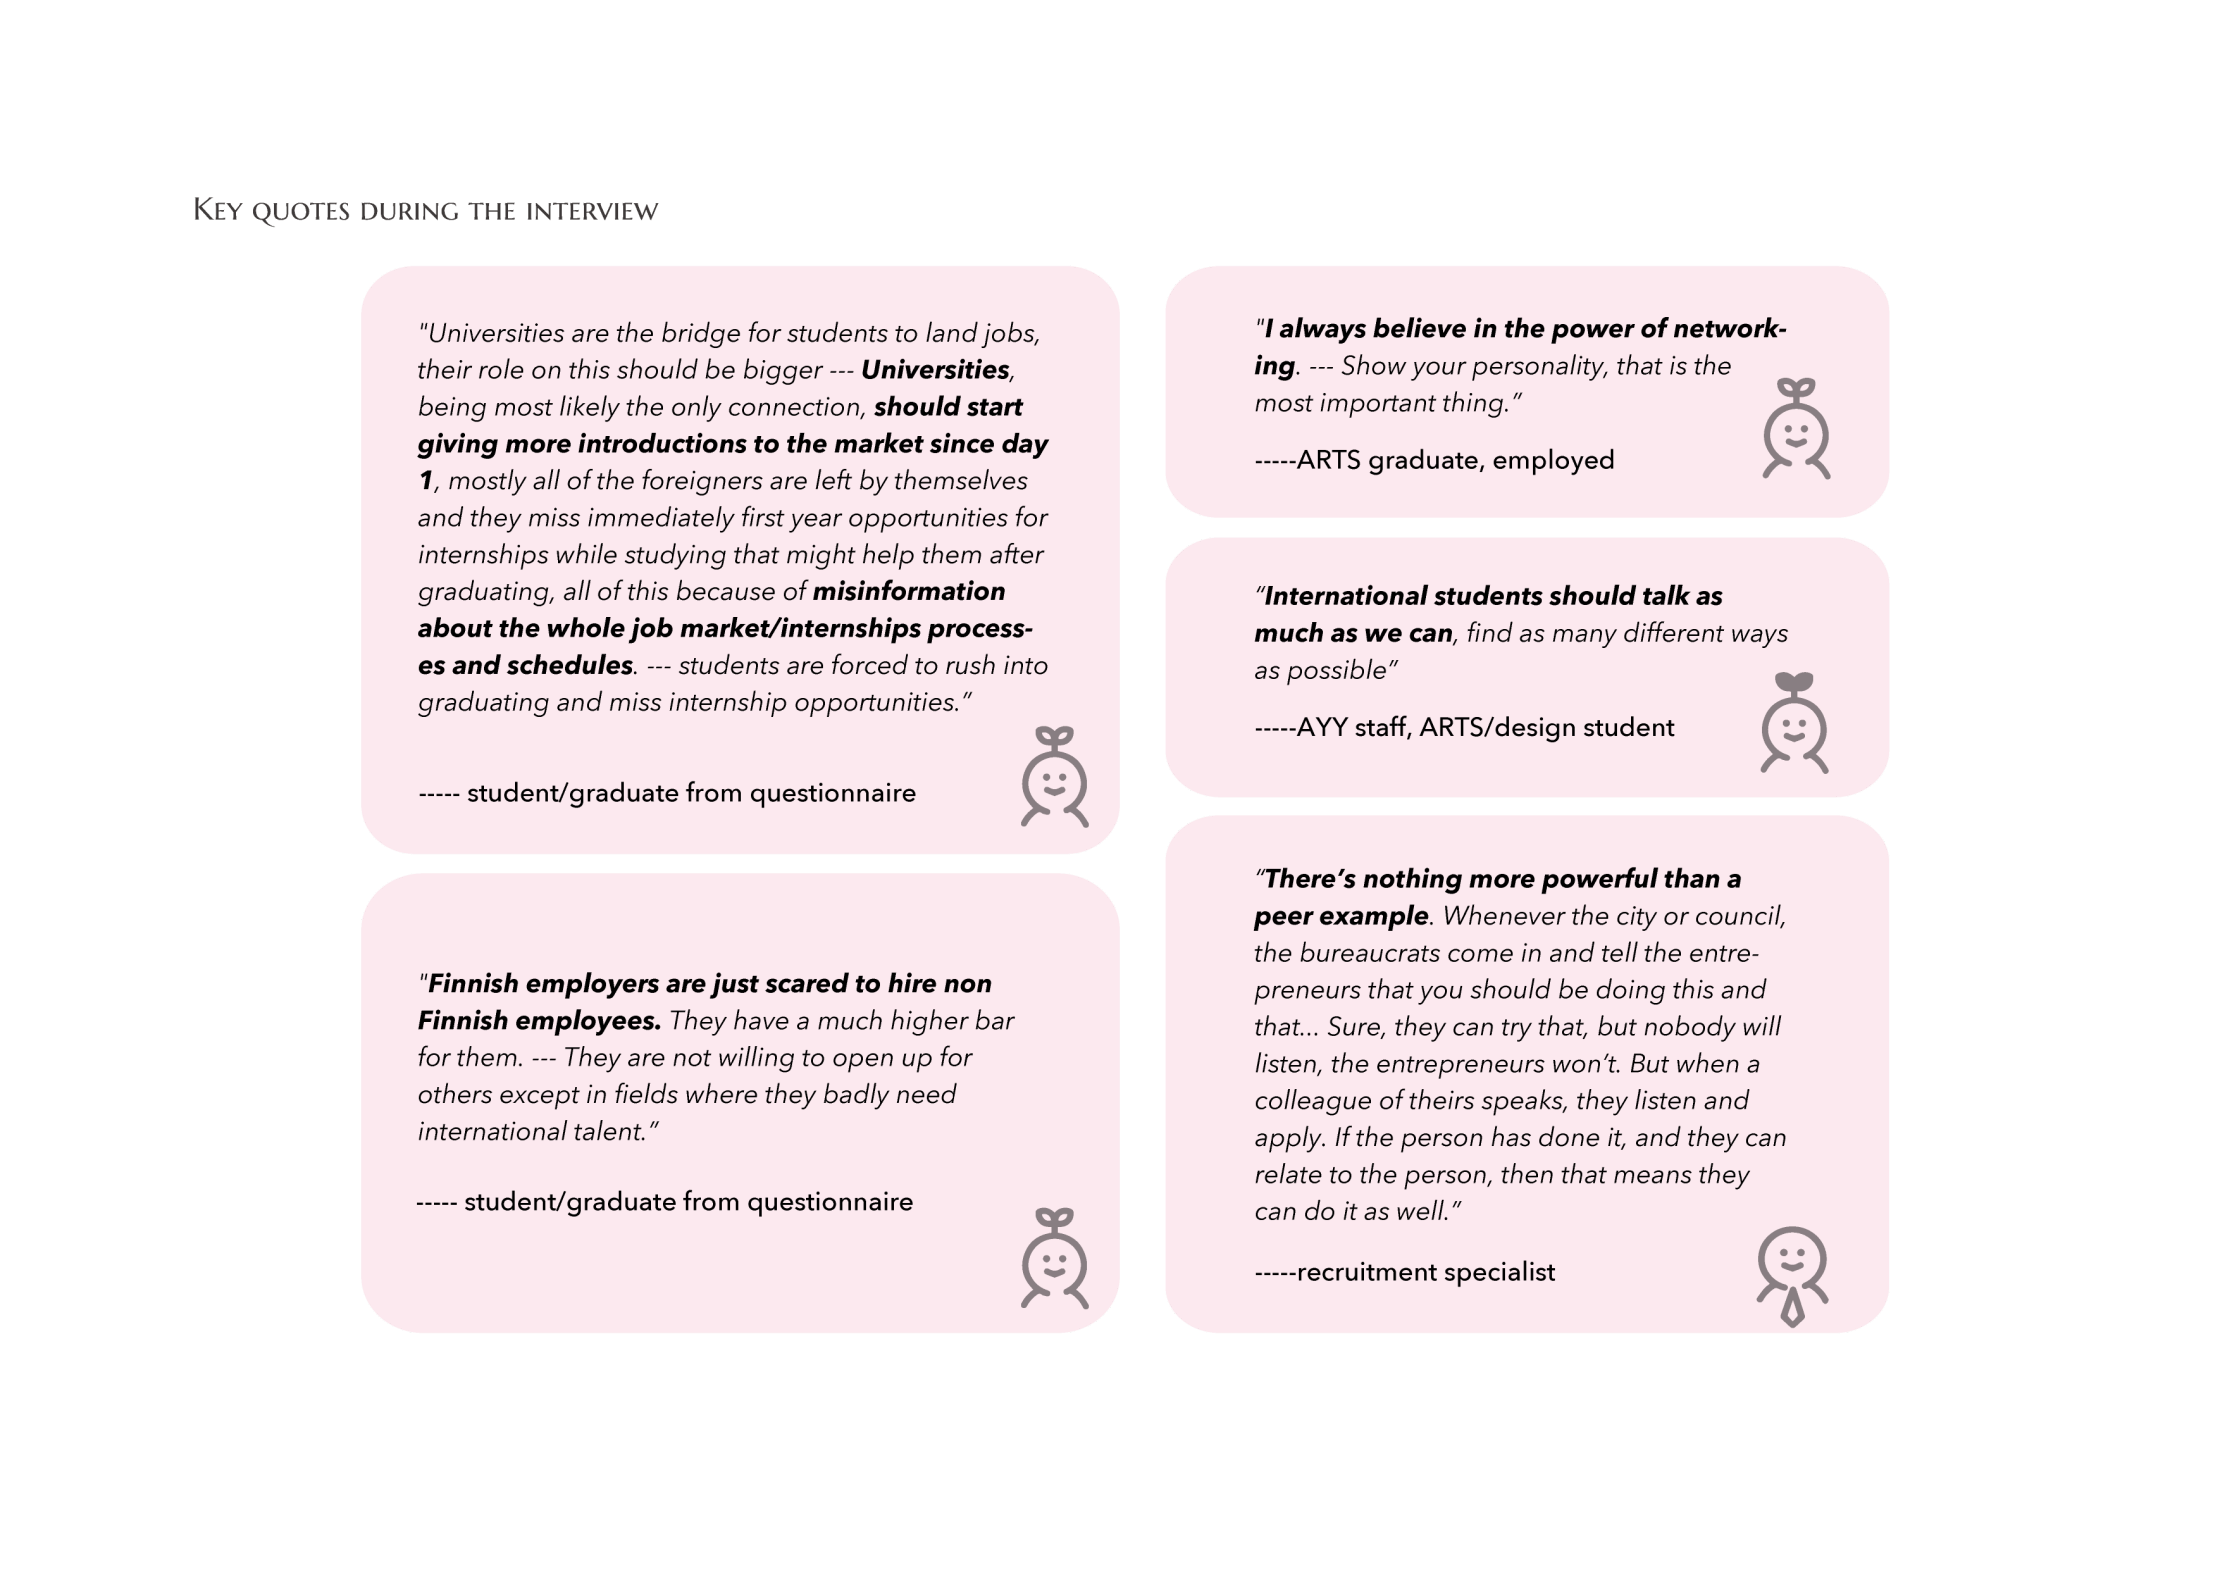 Key quotes during the interview
"Universities are the bridge for students to land jobs,
their role on this should be bigger --- Universities,
being most likely the only connection, should start
giving more introductions to the market since day
1, mostly all of the foreigners are left by themselves
and they miss immediately first year opportunities for
internships while studying that might help them after
graduating, all of this because of misinformation
about the whole job market/internships process-
es and schedules. --- students are forced to rush into
graduating and miss internship opportunities.”
----- student/graduate from questionnaire
"Finnish employers are just scared to hire non
Finnish employees. They have a much higher bar
for them. --- They are not willing to open up for
others except in fields where they badly need
international talent.”
----- student/graduate from questionnaire
"I always believe in the power of network-
ing. --- Show your personality, that is the
most important thing.”
-----ARTS graduate, employed
“International students should talk as
much as we can, find as many different ways
as possible”
-----AYY staff, ARTS/design student
“There’s nothing more powerful than a
peer example. Whenever the city or council,
the bureaucrats come in and tell the entre-
preneurs that you should be doing this and
that... Sure, they can try that, but nobody will
listen, the entrepreneurs won’t. But when a
colleague of theirs speaks, they listen and
apply. If the person has done it, and they can
relate to the person, then that means they
can do it as well.”
-----recruitment specialist